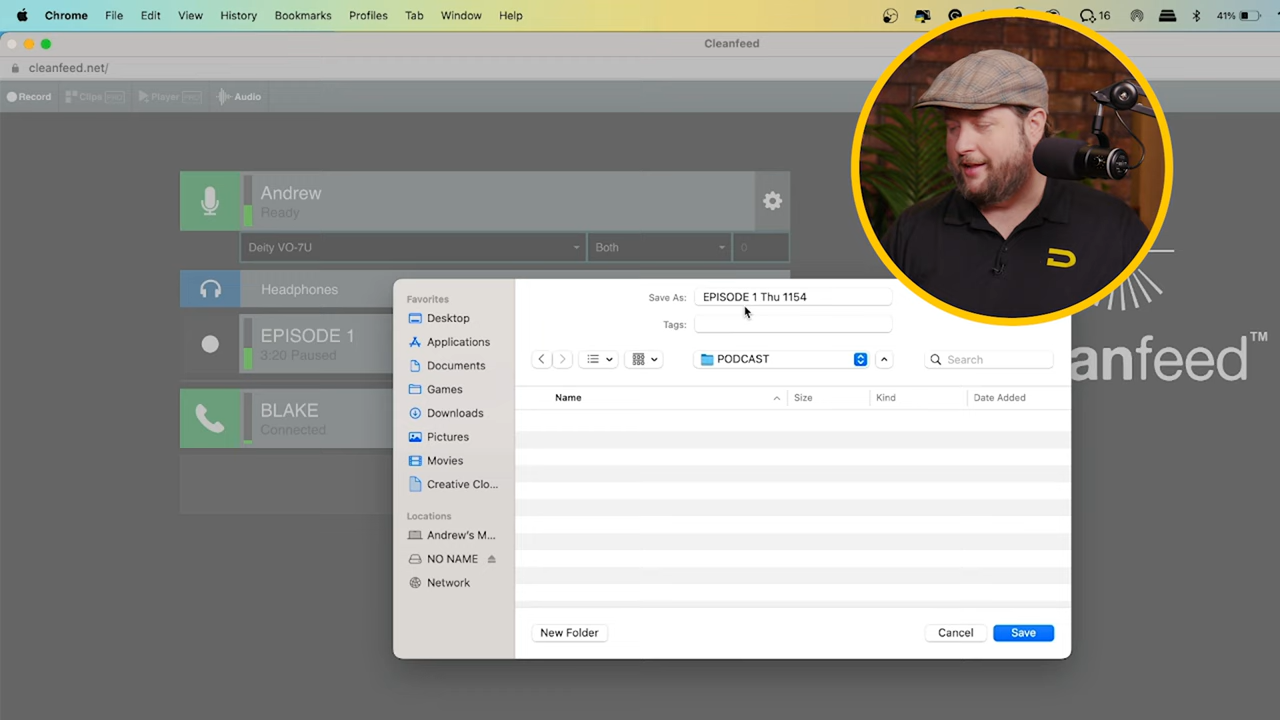 Chrome File Edit View History Bookmarks Profiles Tab Window Help 16 41%
Cleanfeed
cleanfeed.net/
Record Clips PRO Player PRO Audio
Andrew
Ready
Deity VO-7U Both 0
Headphones
EPISODE 1
3:20 Paused
BLAKE
Connected
Favorites
Desktop
Applications
Documents
Games
Downloads
Pictures
Movies
Creative Clo...
Locations
Andrew's M...
NO NAME
Network
Save As: EPISODE 1 Thu 1154
Tags:
PODCAST Search
Name Size Kind Date Added
New Folder Cancel Save
eanfeed™